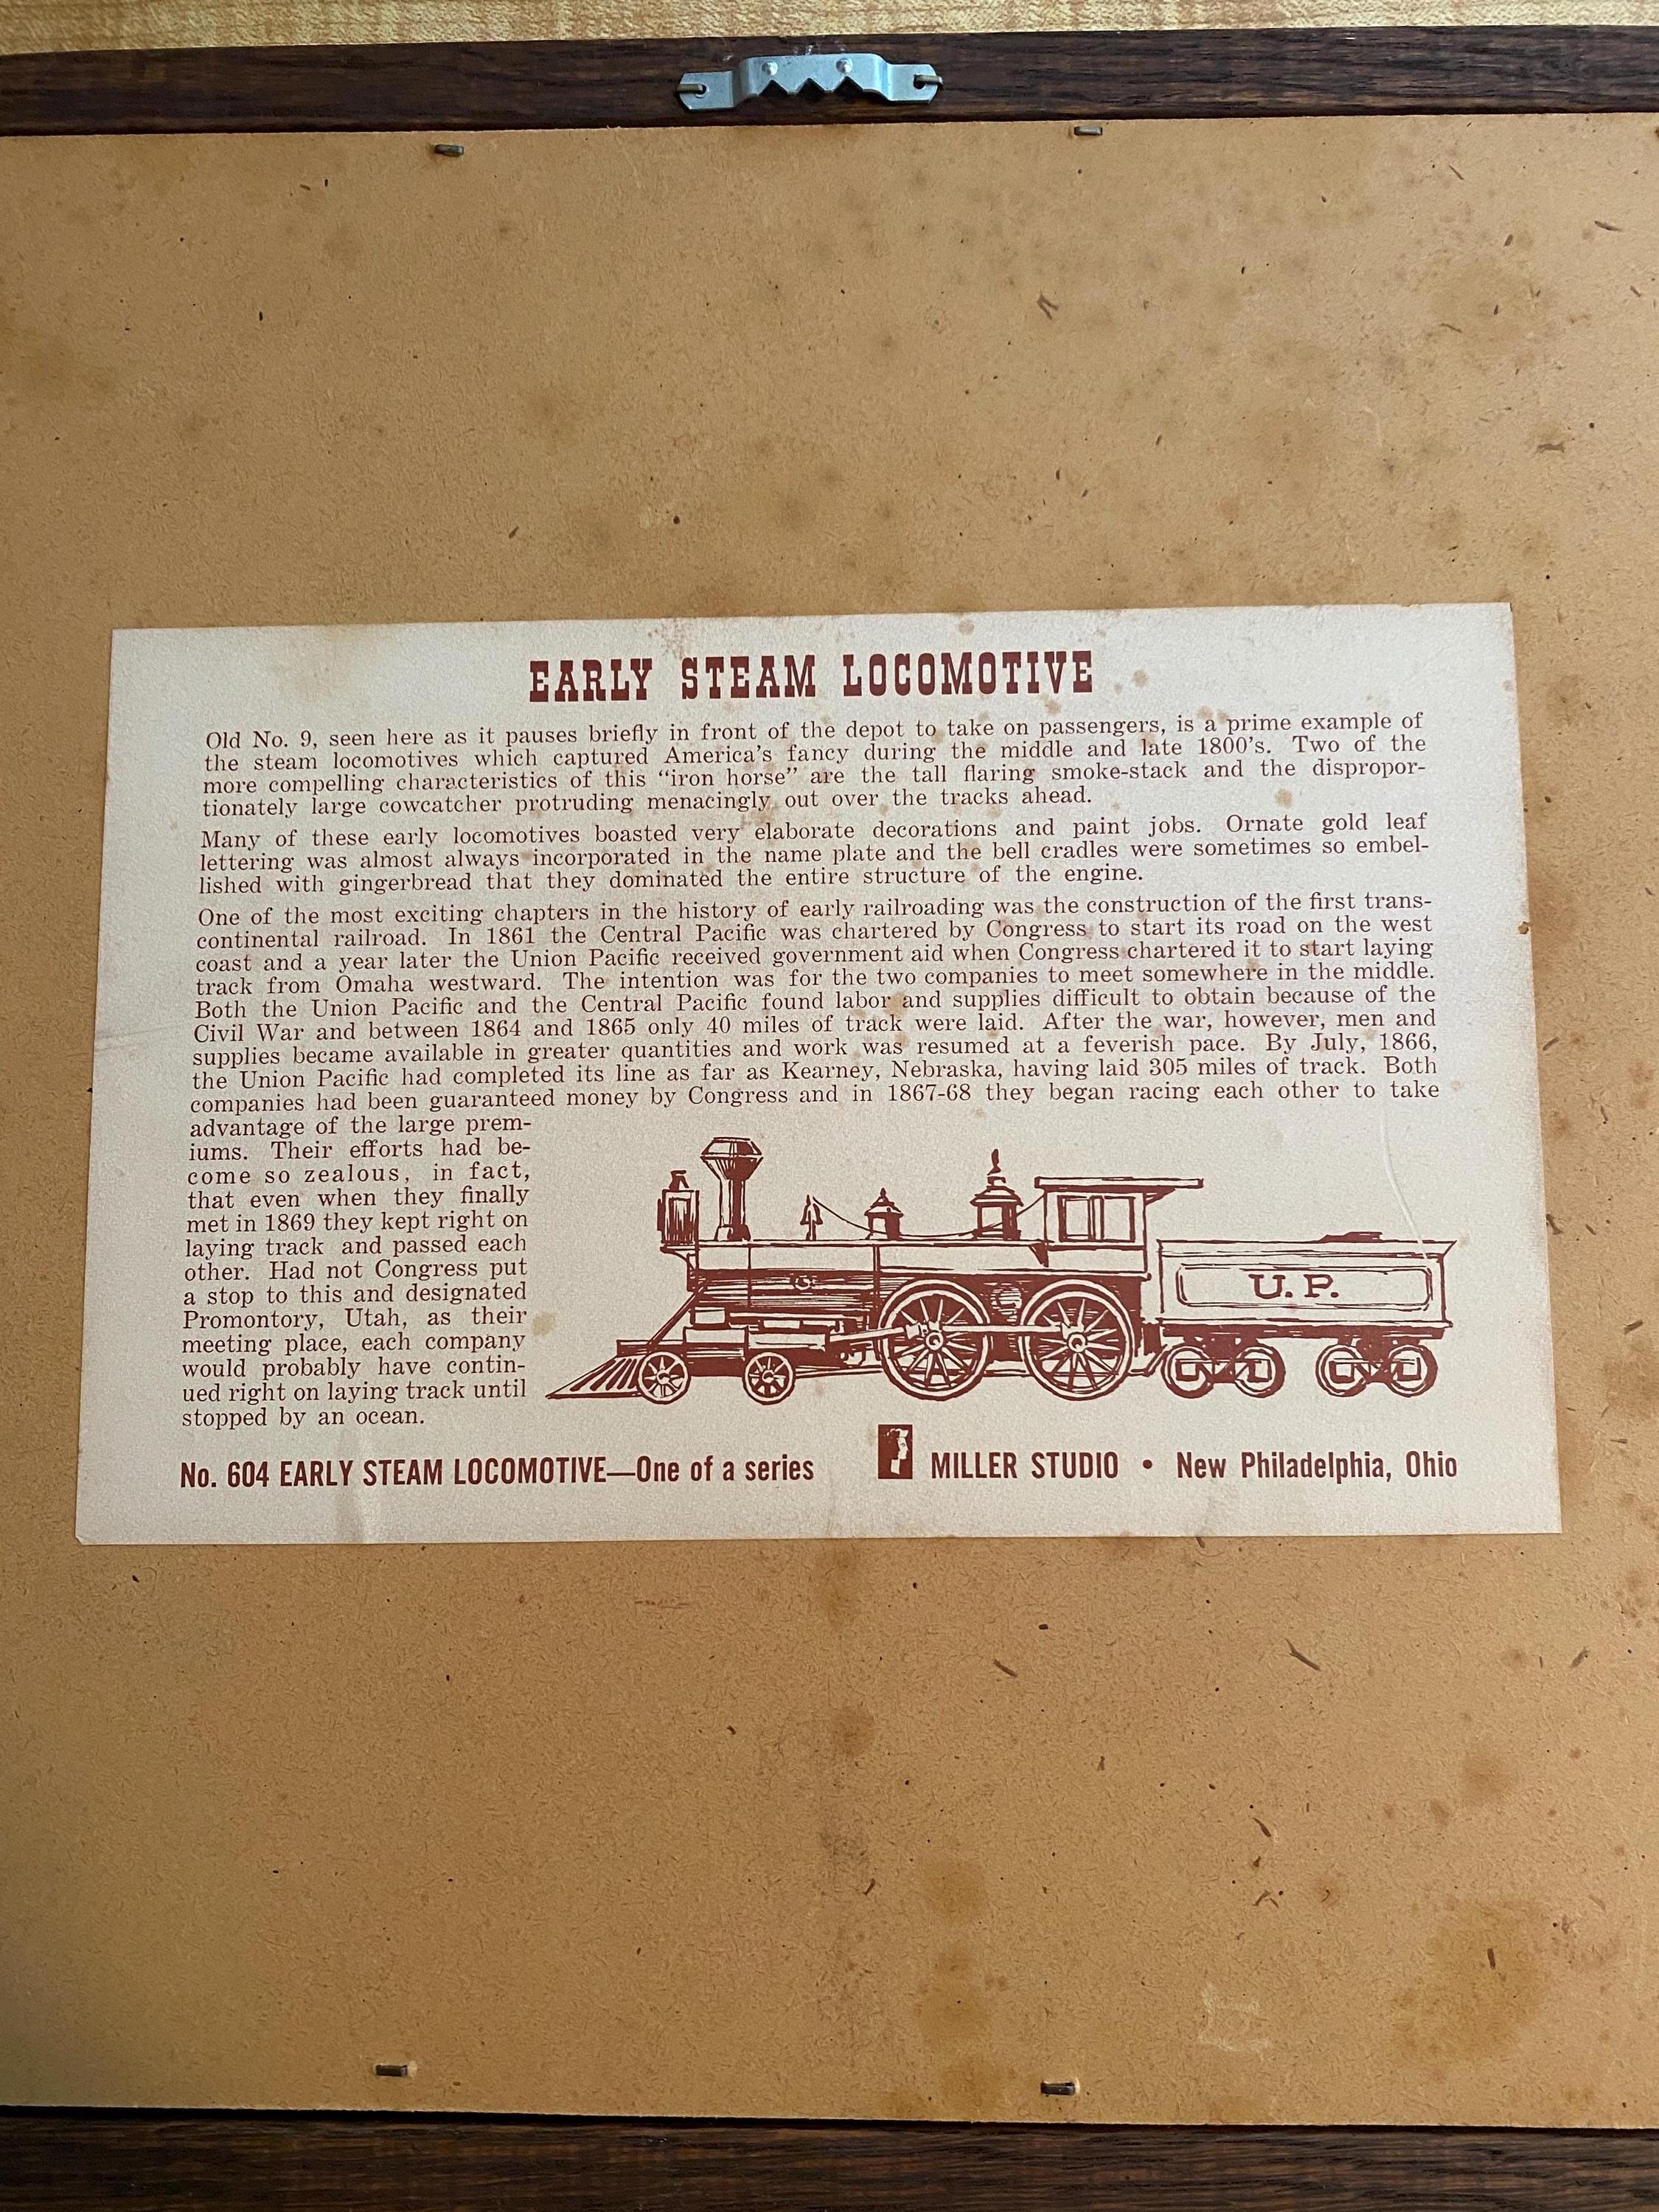 EARLY STEAM LOCOMOTIVE
Old No. 9, seen here as it pauses briefly in front of the depot to take on passengers, is a prime example of
the steam locomotives which captured America's fancy during the middle and late 1800's. Two of the
more compelling characteristics of this "iron horse" are the tall flaring smoke-stack and the dispropor-
tionately large cowcatcher protruding menacingly out over the tracks ahead.
Many of these early locomotives boasted very elaborate decorations and paint jobs. Ornate gold leaf
lettering was almost always incorporated in the name plate and the bell cradles were sometimes so embel-
lished with gingerbread that they dominated the entire structure of the engine.
One of the most exciting chapters in the history of early railroading was the construction of the first trans-
continental railroad. In 1861 the Central Pacific was chartered by Congress to start its road on the west
coast and a year later the Union Pacific received government aid when Congress chartered it to start laying
track from Omaha westward. The intention was for the two companies to meet somewhere in the middle.
Both the Union Pacific and the Central Pacific found labor and supplies difficult to obtain because of the
Civil War and between 1864 and 1865 only 40 miles of track were laid. After the war, however, men and
supplies became available in greater quantities and work was resumed at a feverish pace. By July, 1866,
the Union Pacific had completed its line as far as Kearney, Nebraska, having laid 305 miles of track. Both
companies had been guaranteed money by Congress and in 1867-68 they began racing each other to take
advantage of the large prem-
iums. Their efforts had be-
come so zealous, in fact,
that even when they finally
met in 1869 they kept right on
laying track and passed each
other. Had not Congress put
a stop to this and designated
Promontory, Utah, as their
meeting place, each company
would probably have contin-
ued right on laying track until
stopped by an ocean.
U. P.
No. 604 EARLY STEAM LOCOMOTIVE—One of a series
MILLER STUDIO • New Philadelphia, Ohio